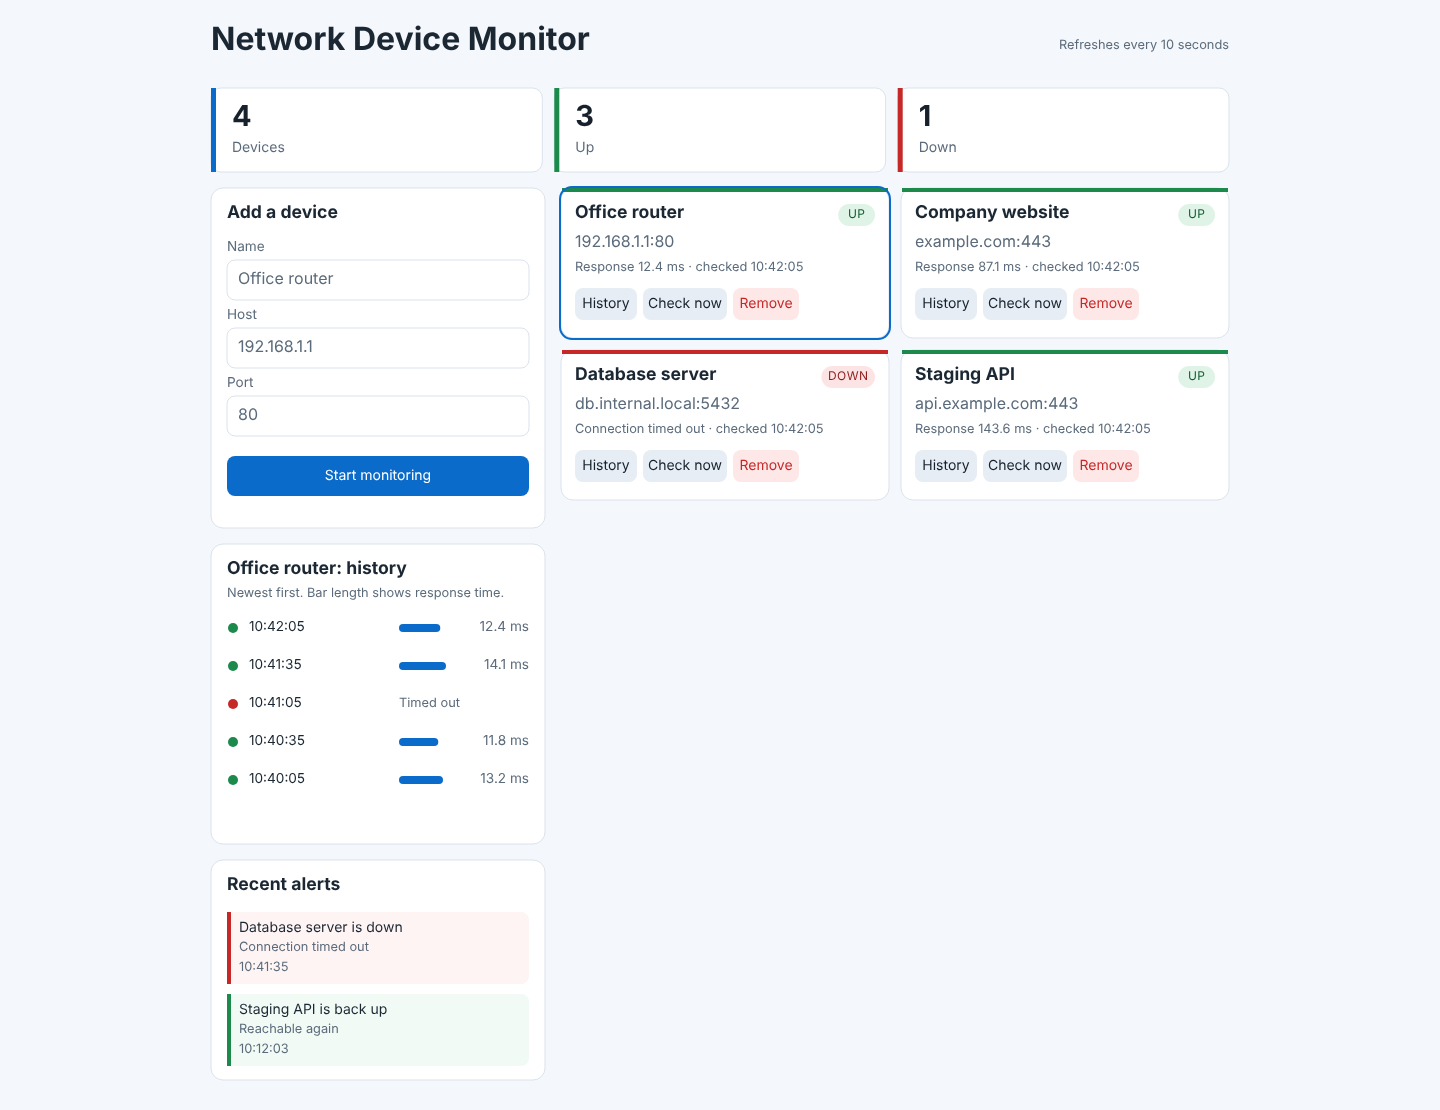 Network Device Monitor
Refreshes every 10 seconds
4
Devices
3
Up
1
Down
Add a device
Name
Office router
Host
192.168.1.1
Port
80
Start monitoring
Office router
UP
192.168.1.1:80
Response 12.4 ms · checked 10:42:05
History Check now Remove
Company website
UP
example.com:443
Response 87.1 ms · checked 10:42:05
History Check now Remove
Database server
DOWN
db.internal.local:5432
Connection timed out · checked 10:42:05
History Check now Remove
Staging API
UP
api.example.com:443
Response 143.6 ms · checked 10:42:05
History Check now Remove
Office router: history
Newest first. Bar length shows response time.
10:42:05 12.4 ms
10:41:35 14.1 ms
10:41:05 Timed out
10:40:35 11.8 ms
10:40:05 13.2 ms
Recent alerts
Database server is down
Connection timed out
10:41:35
Staging API is back up
Reachable again
10:12:03